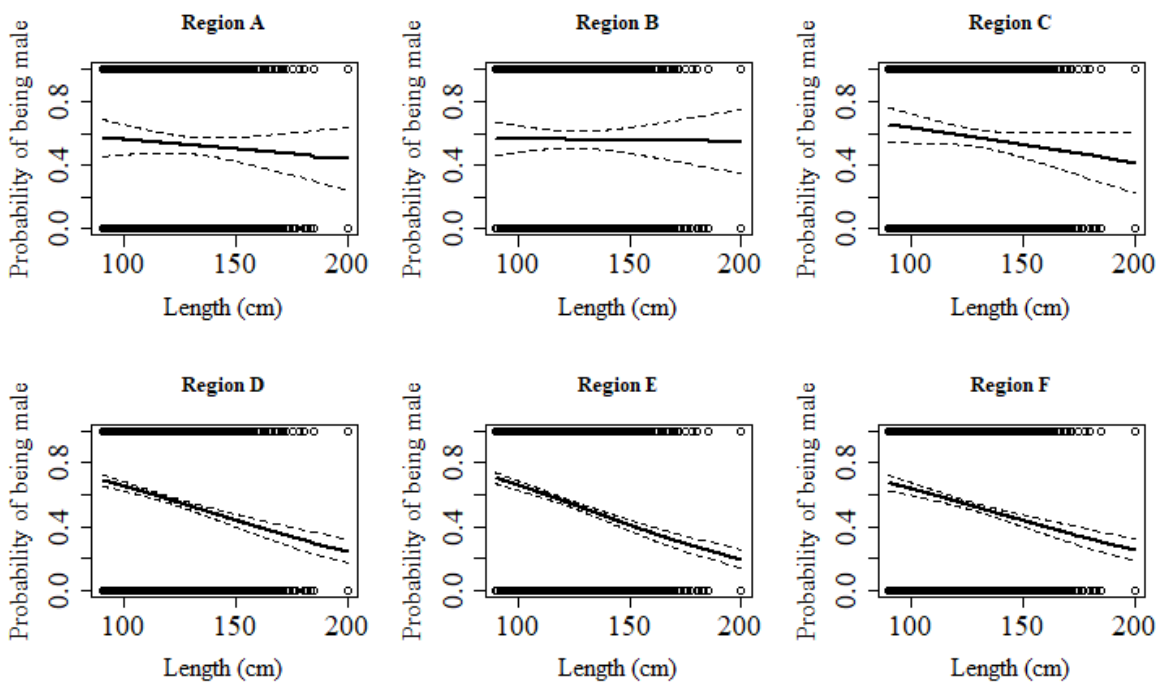 Region A
Probability of being male
0.0 0.4 0.8
100 150 200
Length (cm)
Region B
Probability of being male
0.0 0.4 0.8
100 150 200
Length (cm)
Region C
Probability of being male
0.0 0.4 0.8
100 150 200
Length (cm)
Region D
Probability of being male
0.0 0.4 0.8
100 150 200
Length (cm)
Region E
Probability of being male
0.0 0.4 0.8
100 150 200
Length (cm)
Region F
Probability of being male
0.0 0.4 0.8
100 150 200
Length (cm)